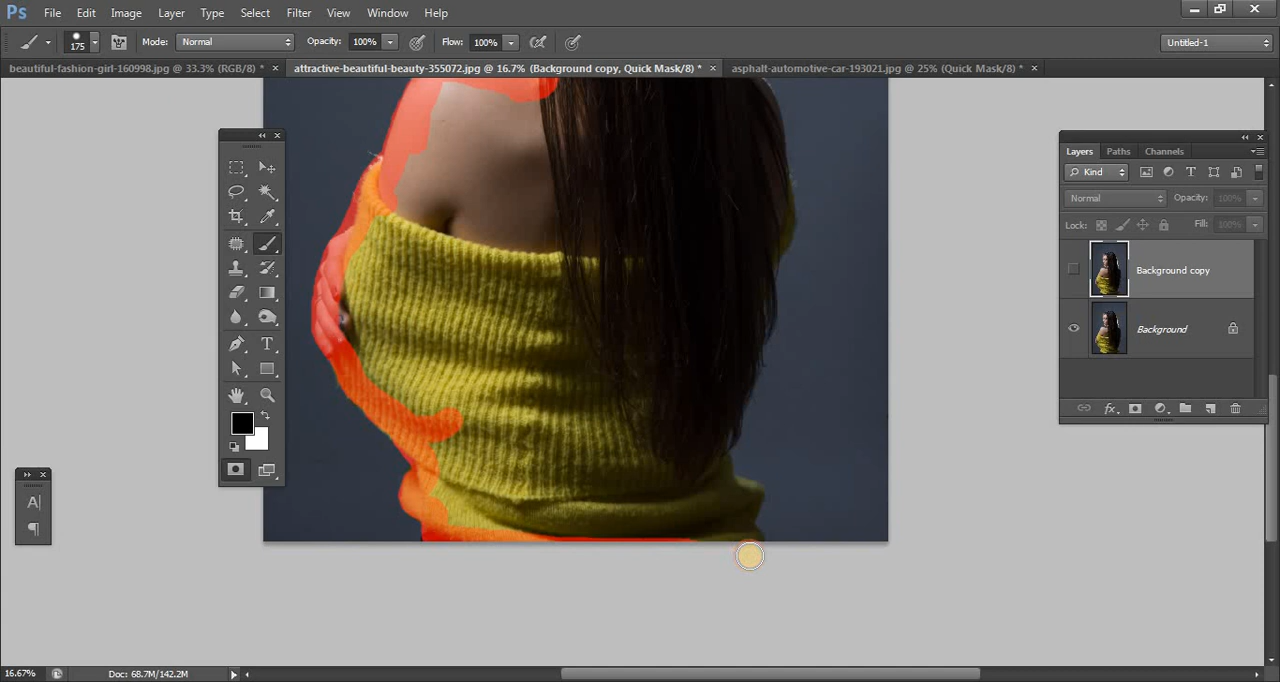 Ps File Edit Image Layer Type Select Filter View Window Help
175 Mode: Normal Opacity: 100% Flow: 100% Untitled-1
beautiful-fashion-girl-160998.jpg @ 33.3% (RGB/8) * × attractive-beautiful-beauty-355072.jpg @ 16.7% (Background copy, Quick Mask/8) * × asphalt-automotive-car-193021.jpg @ 25% (Quick Mask/8) * ×
Layers Paths Channels
Kind
Normal Opacity: 100%
Lock: Fill: 100%
Background copy
Background
16.67% Doc: 68.7M/142.2M